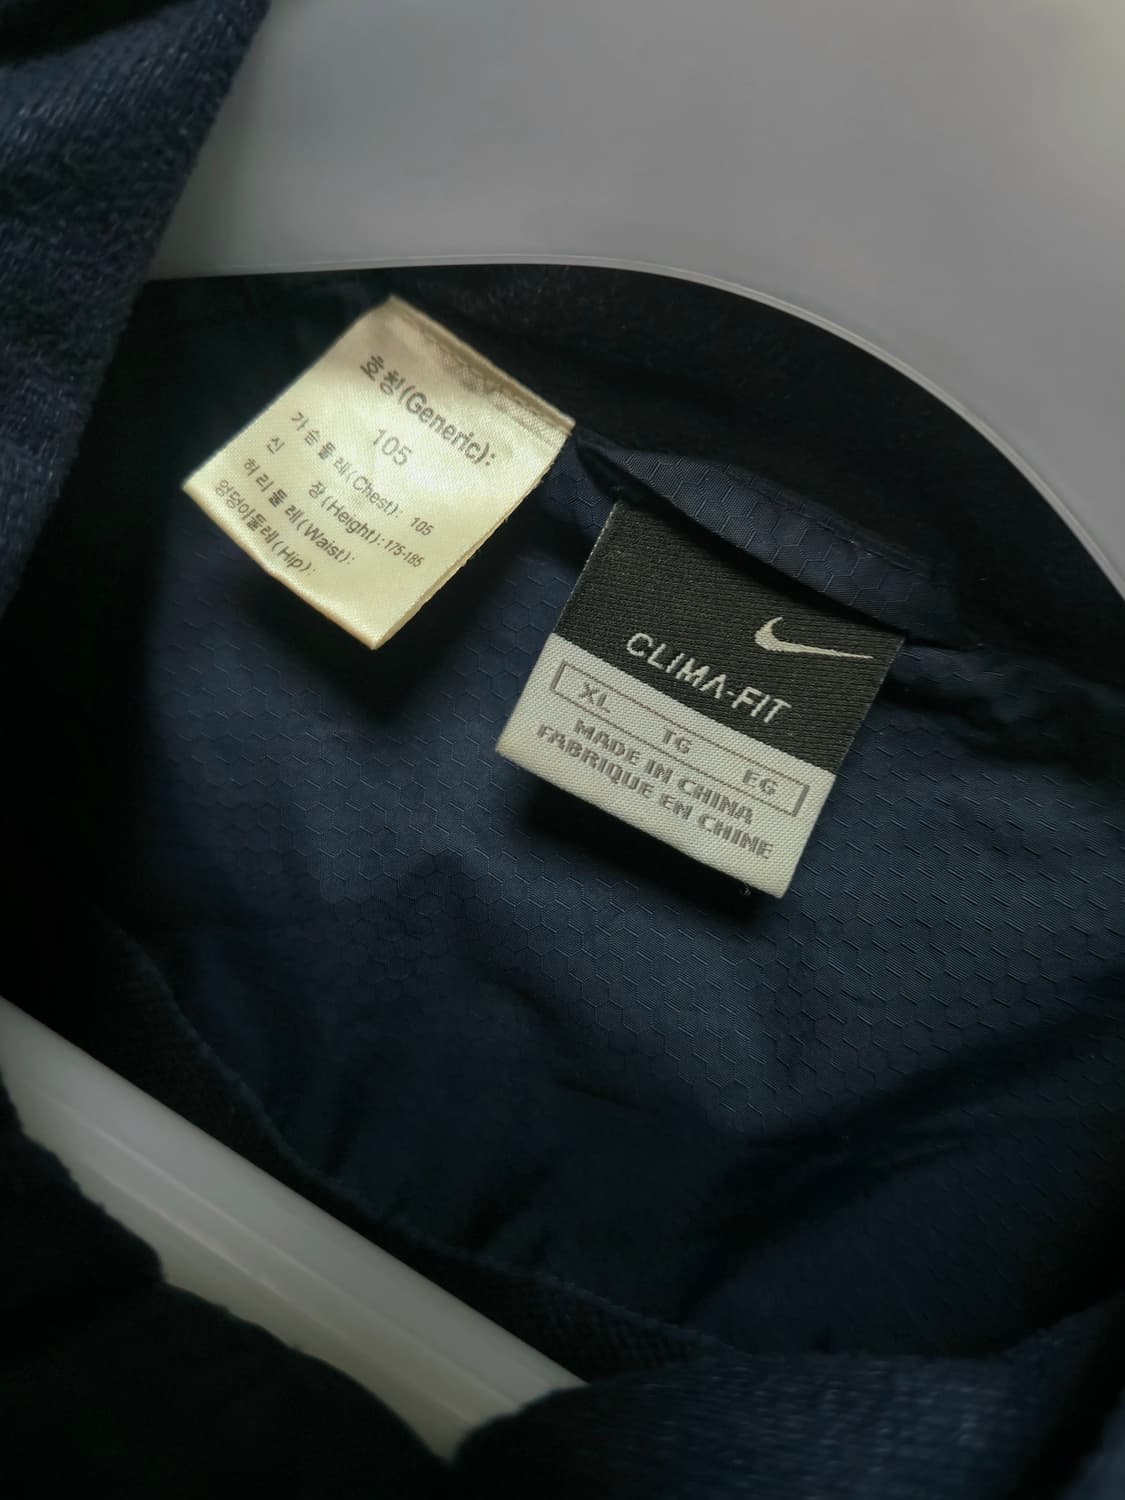 호칭(Generic):
105
가슴둘레(Chest): 105
신 장(Height): 175-185
허리둘레(Waist):
엉덩이둘레(Hip):
CLIMA-FIT
XL TG EG
MADE IN CHINA
FABRIQUE EN CHINE